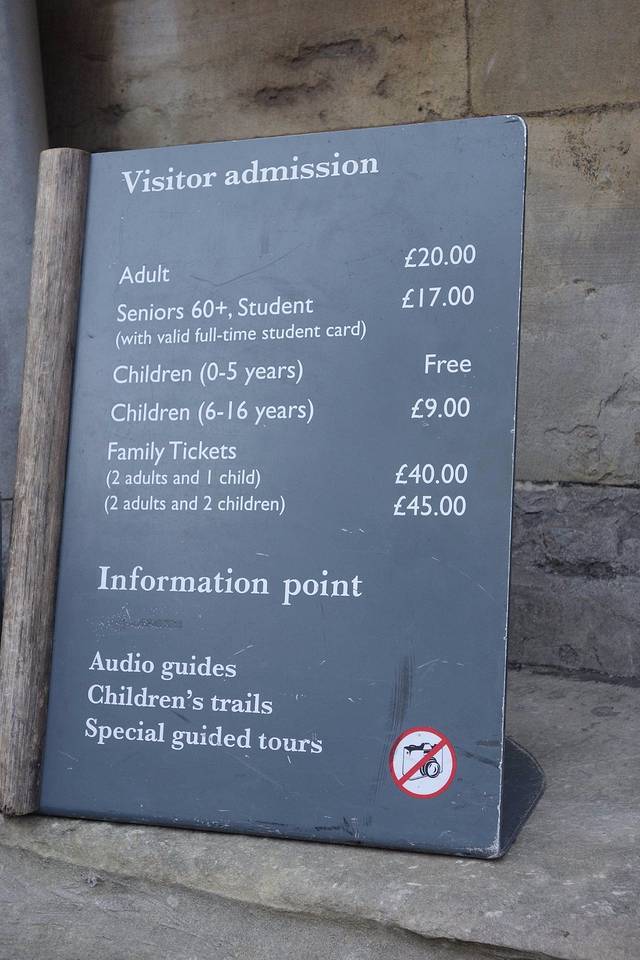 Visitor admission
Adult £20.00
Seniors 60+, Student £17.00
(with valid full-time student card)
Children (0-5 years) Free
Children (6-16 years) £9.00
Family Tickets
(2 adults and 1 child) £40.00
(2 adults and 2 children) £45.00
Information point
Audio guides
Children’s trails
Special guided tours